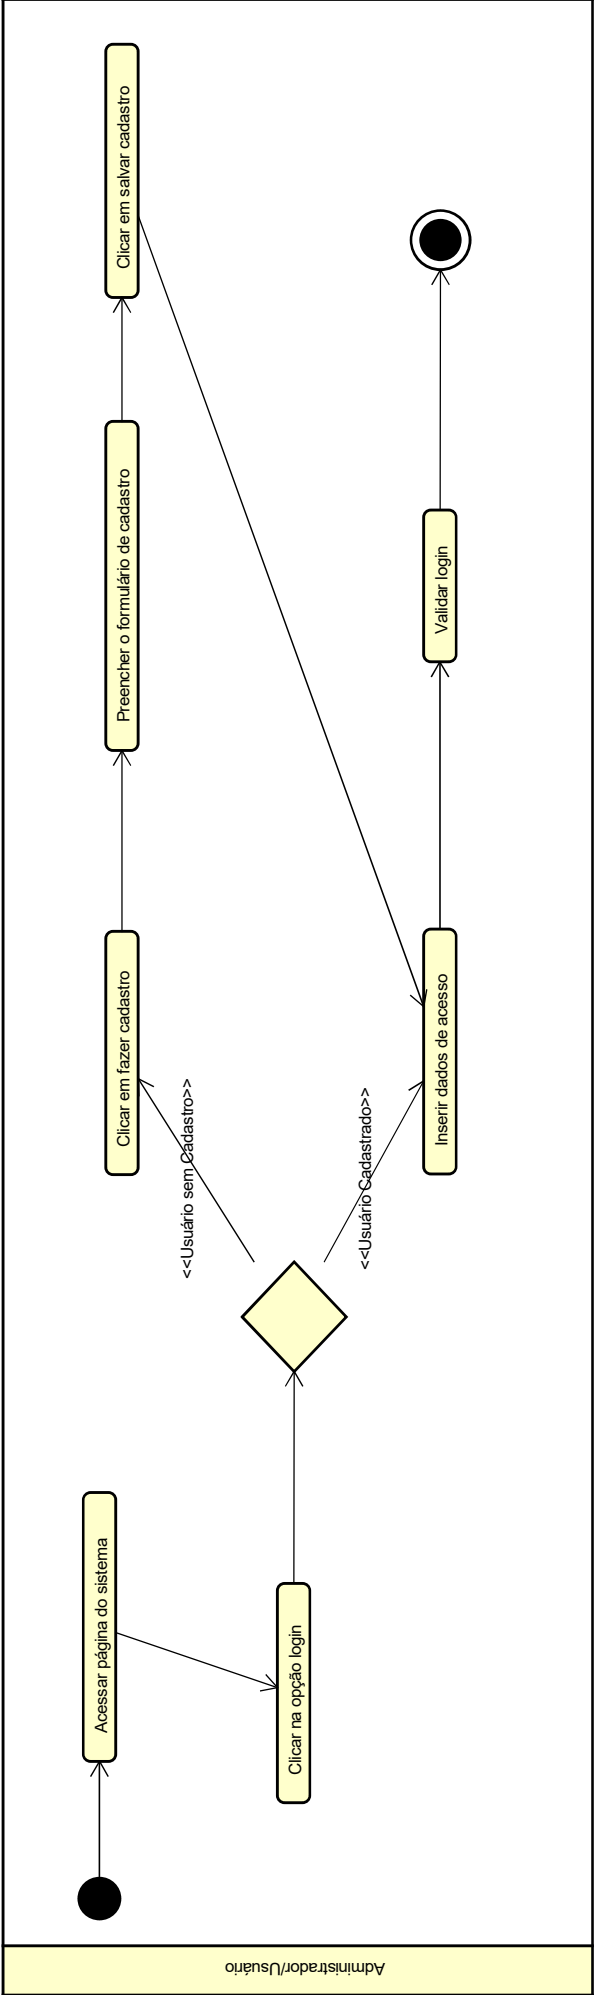 Administrador/Usuário
Acessar página do sistema
Clicar na opção login
<<Usuário sem Cadastro>>
<<Usuário Cadastrado>>
Clicar em fazer cadastro
Preencher o formulário de cadastro
Clicar em salvar cadastro
Inserir dados de acesso
Validar login